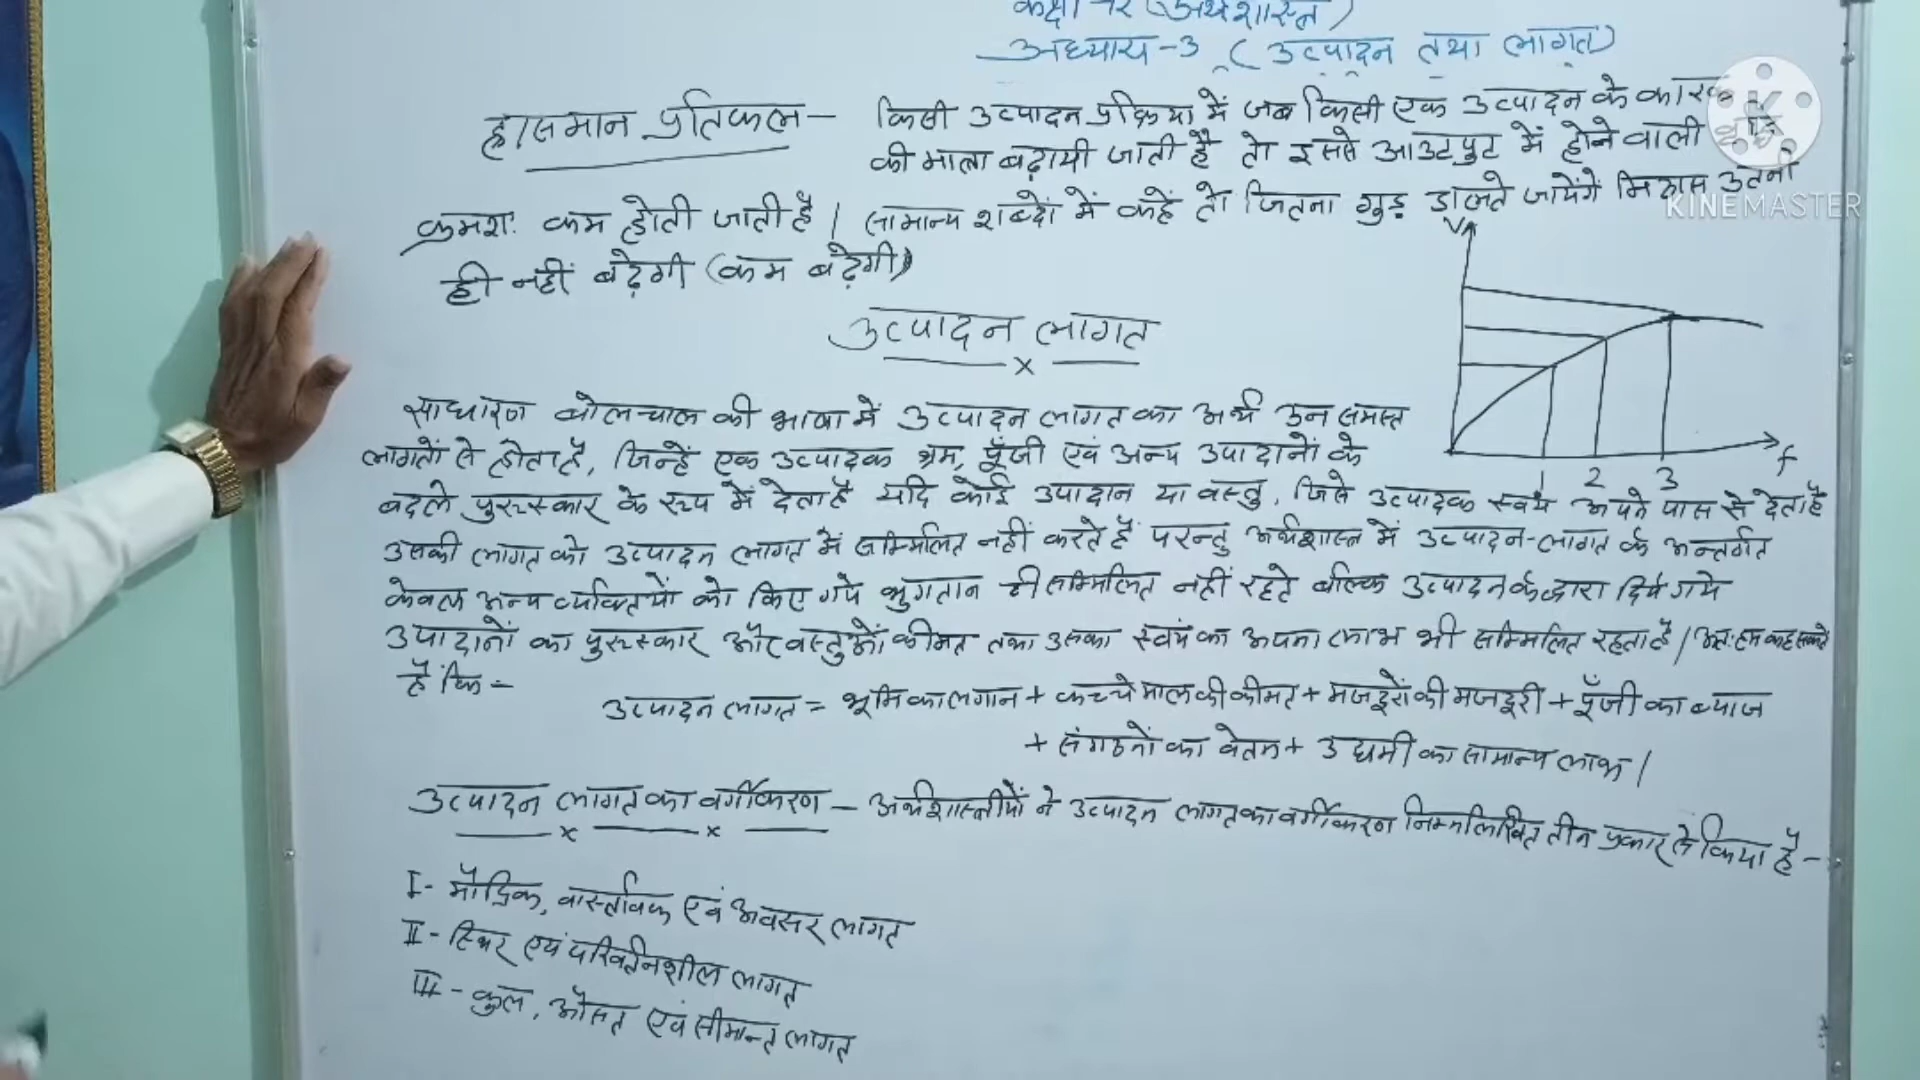 कक्षा-12 (अर्थशास्त्र)
अध्याय-3 (उत्पादन तथा लागत)
ह्रासमान प्रतिफल- किसी उत्पादन प्रक्रिया में जब किसी एक उत्पादन के कारक
की मात्रा बढ़ायी जाती है तो इससे आउटपुट में होने वाली
क्रमशः कम होती जाती है। सामान्य शब्दों में कहें तो जितना गुड़ डालते जायेंगें मिठास उतनी
ही नहीं बढ़ेगी (कम बढ़ेगी)
KINEMASTER
उत्पादन लागत
x
साधारण बोलचाल की भाषा में उत्पादन लागत का अर्थ उन समस्त
लागतों से होता है, जिन्हें एक उत्पादक श्रम, पूँजी एवं अन्य उपादानों के
बदले पुरुस्कार के रूप में देता है यदि कोई उपादान या वस्तु, जिसे उत्पादक स्वयं अपने पास से देता है
उसकी लागत को उत्पादन लागत में सम्मिलित नहीं करते हैं परन्तु अर्थशास्त्र में उत्पादन-लागत के अन्तर्गत
केवल अन्य व्यक्तियों को किए गये भुगतान ही सम्मिलित नहीं रहते बल्कि उत्पादन के द्वारा दिये गये
उपादानों का पुरुस्कार और वस्तुओं कीमत तथा उसका स्वयं का अपना लाभ भी सम्मिलित रहता है। अतः हम कह सकते
हैं कि-
उत्पादन लागत = भूमि का लगान + कच्चे माल की कीमत + मजदूरों की मजदूरी + पूँजी का ब्याज
+ संगठनों का वेतन + उद्यमी का सामान्य लाभ।
उत्पादन लागत का वर्गीकरण - अर्थशास्त्रीयों ने उत्पादन लागत का वर्गीकरण निम्नलिखित तीन प्रकार से किया है-
x x
I- मौद्रिक, वास्तविक एवं अवसर लागत
II- स्थिर एवं परिवर्तनशील लागत
III- कुल, औसत एवं सीमान्त लागत
1 2 3 f